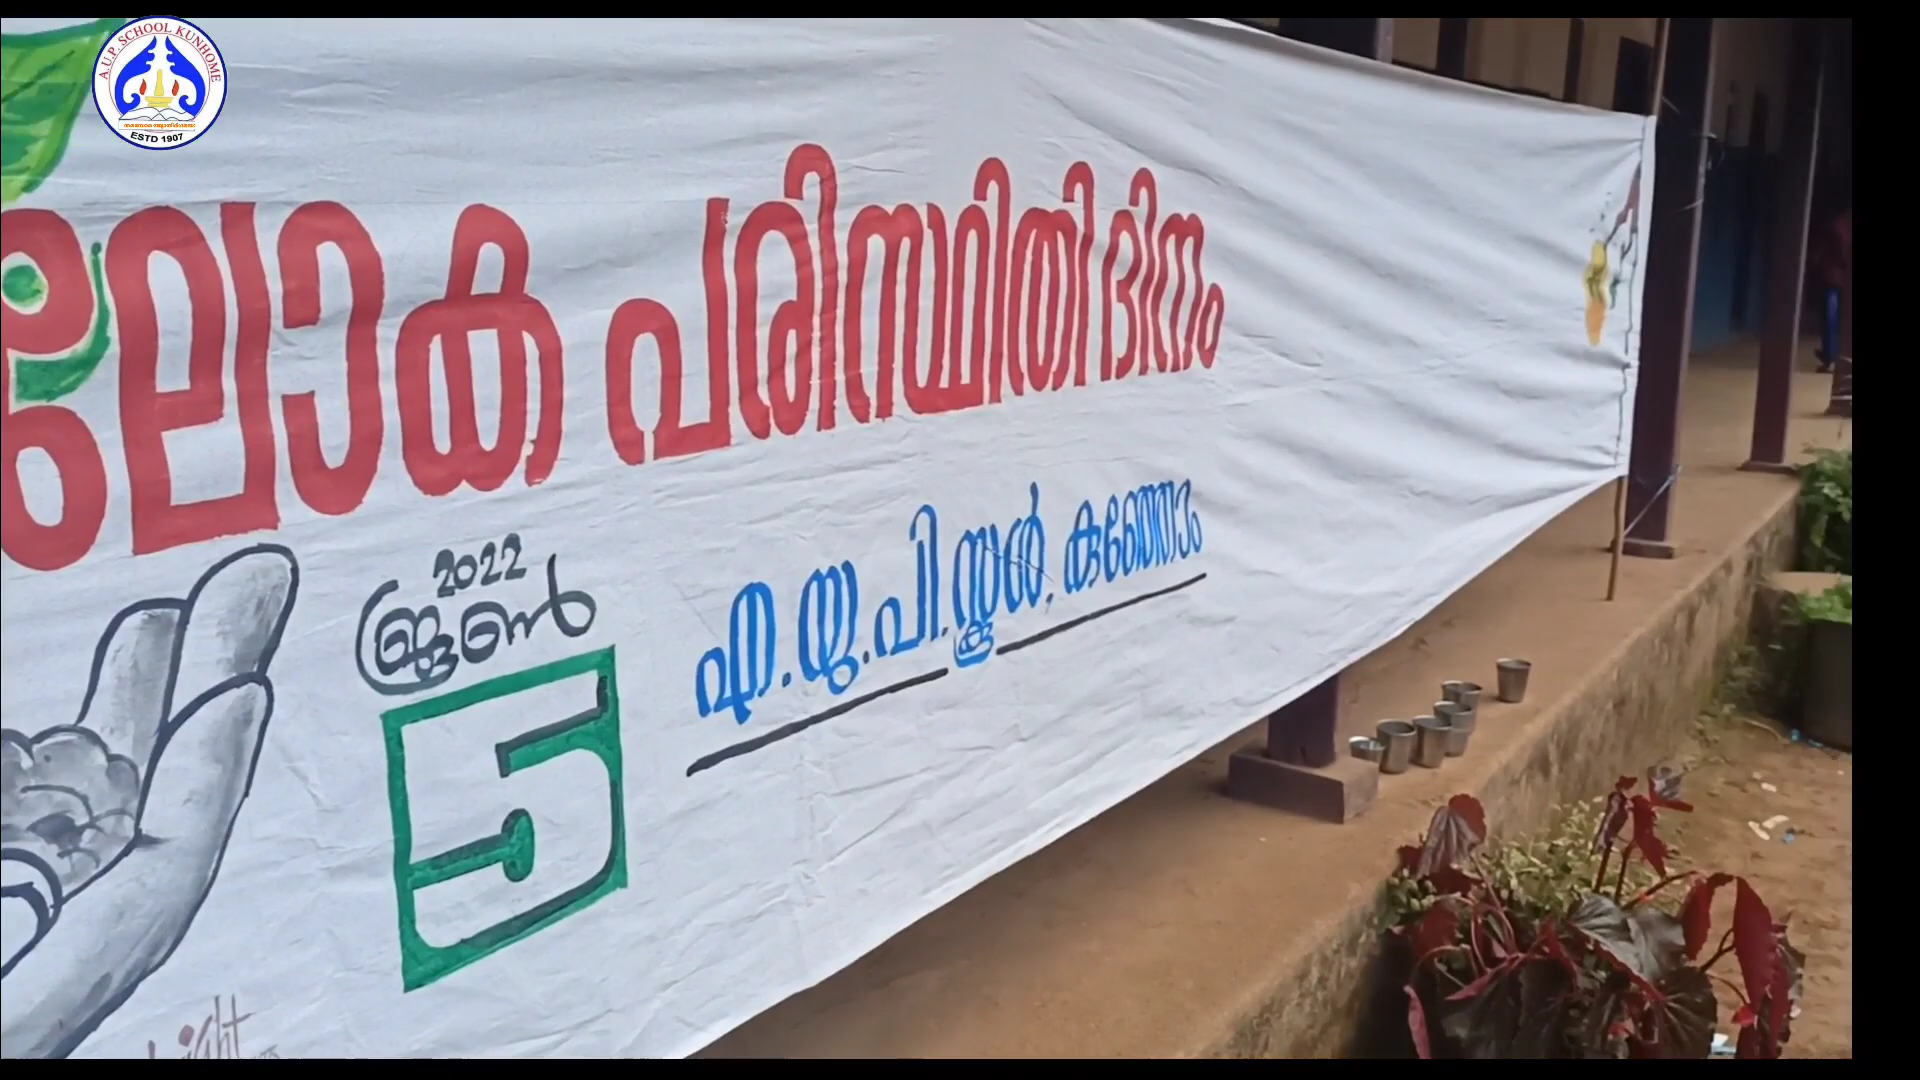 A.U.P. SCHOOL KUNHOME
ESTD 1907
ലോക പരിസ്ഥിതി ദിനം
2022
ജൂൺ
5
എ.യു.പി.സ്കൂൾ. കുഞ്ഞോം